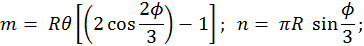 m = Rθ[(2 cos 2ϕ/3) − 1]; n = πR sin ϕ/3;